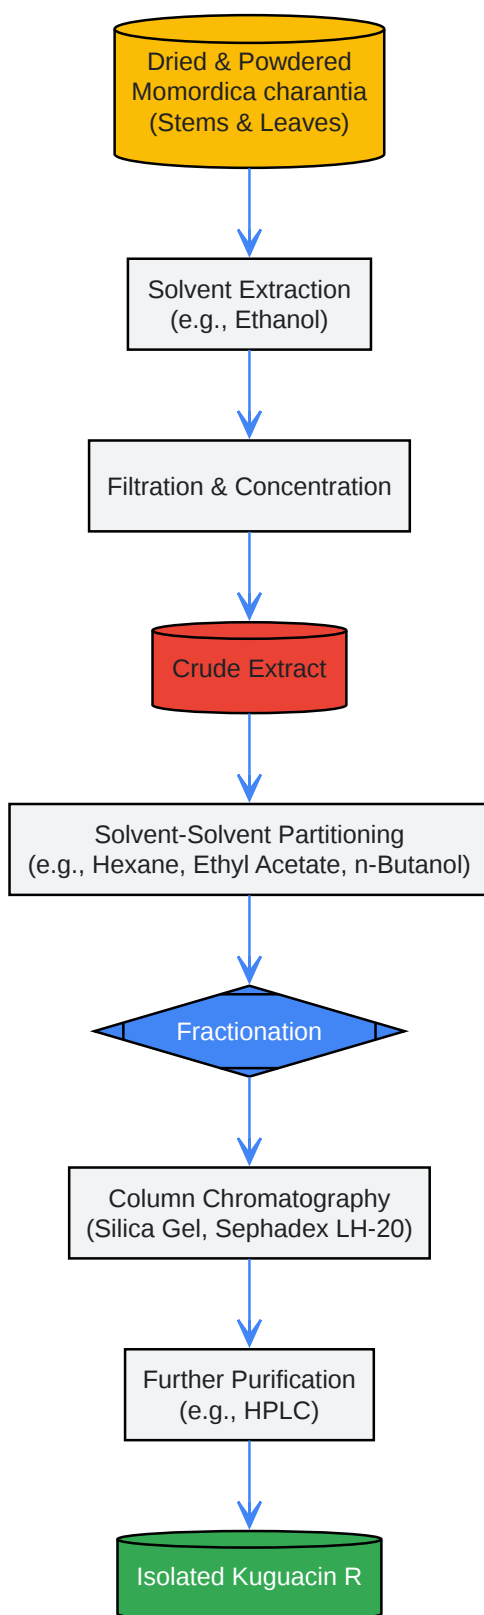 Dried & Powdered
Momordica charantia
(Stems & Leaves)
Solvent Extraction
(e.g., Ethanol)
Filtration & Concentration
Crude Extract
Solvent-Solvent Partitioning
(e.g., Hexane, Ethyl Acetate, n-Butanol)
Fractionation
Column Chromatography
(Silica Gel, Sephadex LH-20)
Further Purification
(e.g., HPLC)
Isolated Kuguacin R